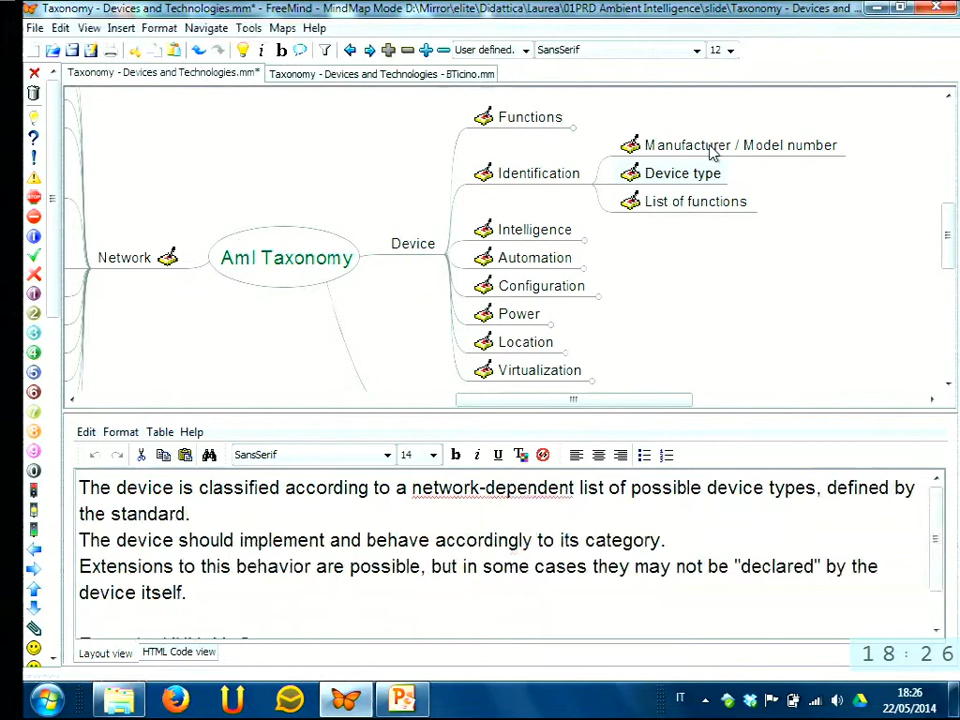 Taxonomy - Devices and Technologies.mm* - FreeMind - MindMap Mode D:\Mirror\elite\Didattica\Laurea\01PRD Ambient Intelligence\slide\Taxonomy - Devices and ...
File Edit View Insert Format Navigate Tools Maps Help
User defined. SansSerif 12
Taxonomy - Devices and Technologies.mm* Taxonomy - Devices and Technologies - BTicino.mm
Functions
Manufacturer / Model number
Identification
Device type
List of functions
Intelligence
Device
Network
AmI Taxonomy
Automation
Configuration
Power
Location
Virtualization
Edit Format Table Help
SansSerif 14
The device is classified according to a network-dependent list of possible device types, defined by
the standard.
The device should implement and behave accordingly to its category.
Extensions to this behavior are possible, but in some cases they may not be "declared" by the
device itself.
Layout view HTML Code view
18:26
IT
18:26
22/05/2014